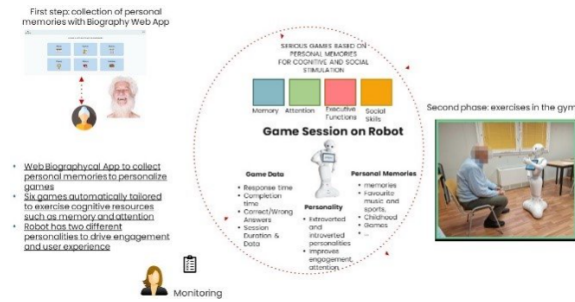 First step: collection of personal
memories with Biography Web App
• Web Biographycal App to collect
personal memories to personalize
games
• Six games automatically tailored
to exercise cognitive resources
such as memory and attention
• Robot has two different
personalities to drive engagement
and user experience
Monitoring
SERIOUS GAMES BASED ON
PERSONAL MEMORIES
FOR COGNITIVE AND SOCIAL
STIMULATION
Memory
Attention
Executive
Functions
Social
Skills
Game Session on Robot
Game Data
• Response time
• Completion
time
• Correct/Wrong
Answers
• Session
Duration &
Data
Personality
• Extroverted
and
introverted
personalities
• Improved
engagement,
attention
Personal Memories
• memories
• Favourite
music and
sports,
• Childhood
• Games
• ...
Second phase: exercises in the gym